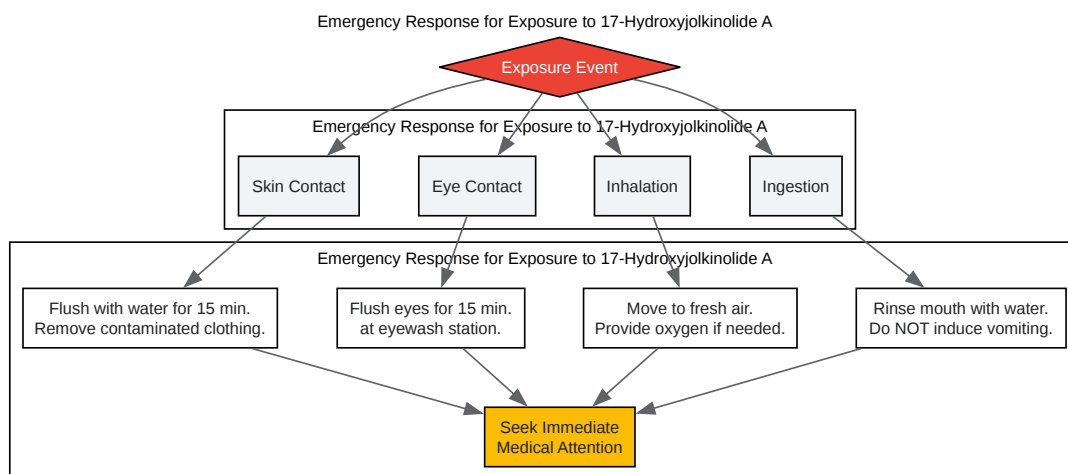 Emergency Response for Exposure to 17-Hydroxyjolkinolide A
Exposure Event
Emergency Response for Exposure to 17-Hydroxyjolkinolide A
Skin Contact
Eye Contact
Inhalation
Ingestion
Emergency Response for Exposure to 17-Hydroxyjolkinolide A
Flush with water for 15 min.
Remove contaminated clothing.
Flush eyes for 15 min.
at eyewash station.
Move to fresh air.
Provide oxygen if needed.
Rinse mouth with water.
Do NOT induce vomiting.
Seek Immediate
Medical Attention